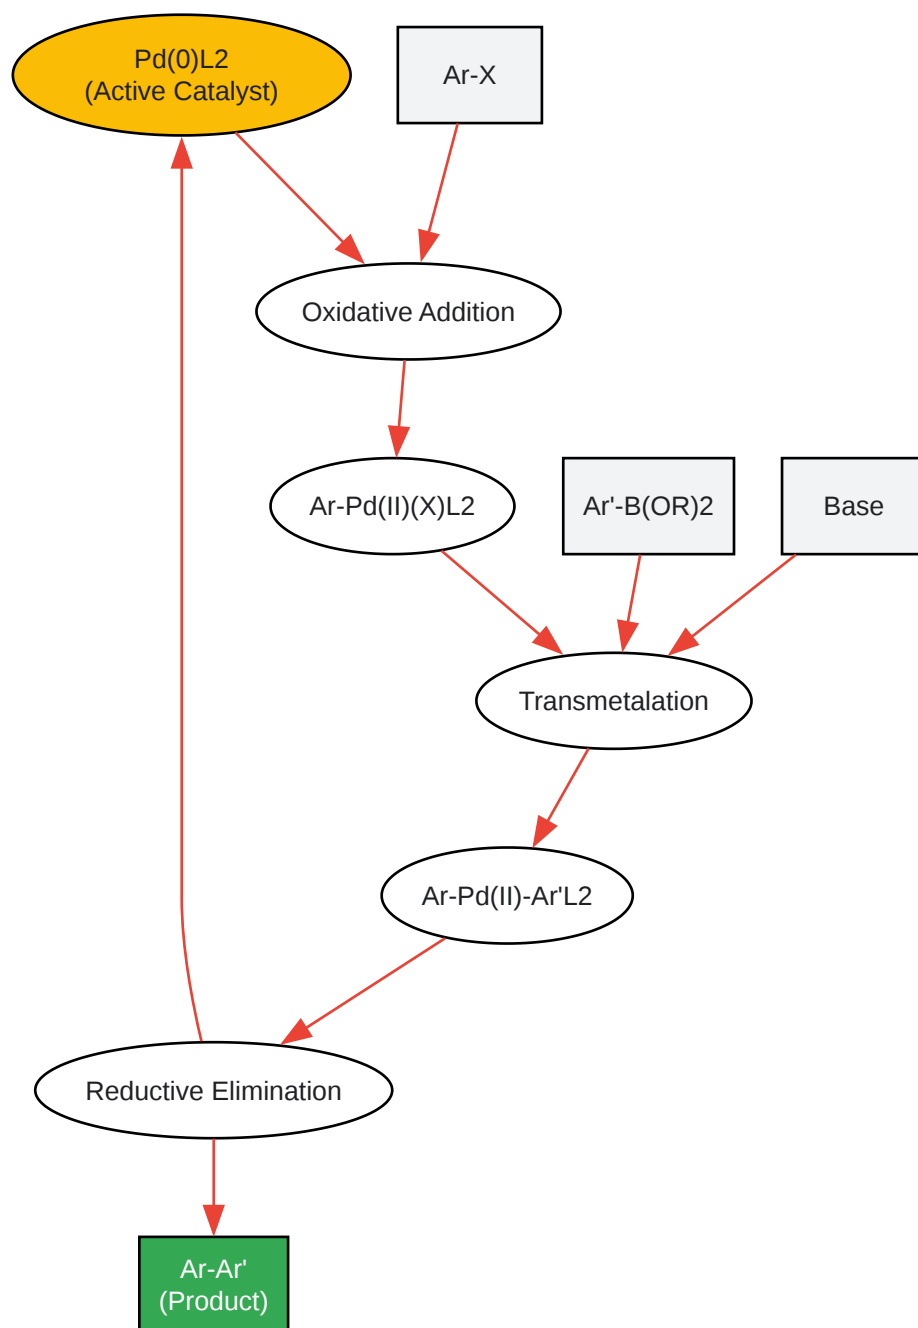 Pd(0)L2
(Active Catalyst)
Ar-X
Oxidative Addition
Ar-Pd(II)(X)L2
Ar'-B(OR)2
Base
Transmetalation
Ar-Pd(II)-Ar'L2
Reductive Elimination
Ar-Ar'
(Product)